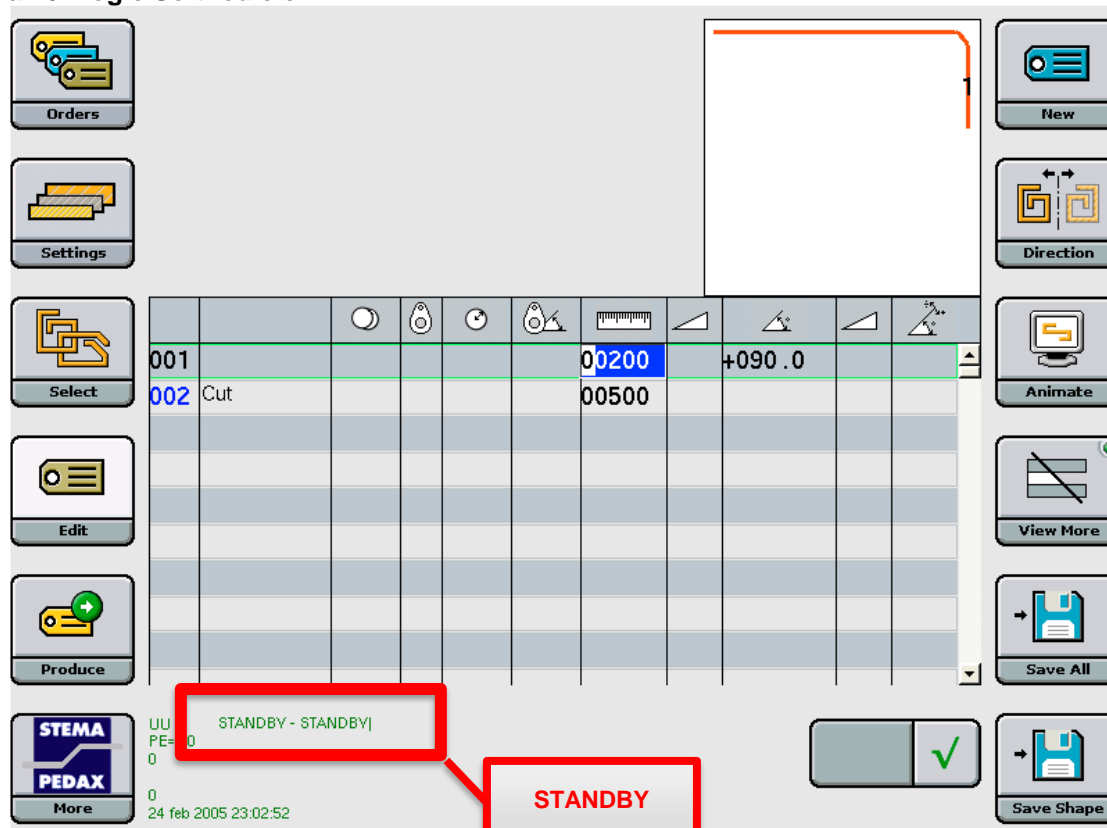 Orders
New
1
Settings
Direction
Select
Animate
001 00200 +090.0
002 Cut 00500
Edit
View More
Produce
Save All
STEMA
PEDAX
More
UU STANDBY - STANDBY|
0
0
24 feb 2005 23:02:52
√
STANDBY
Save Shape